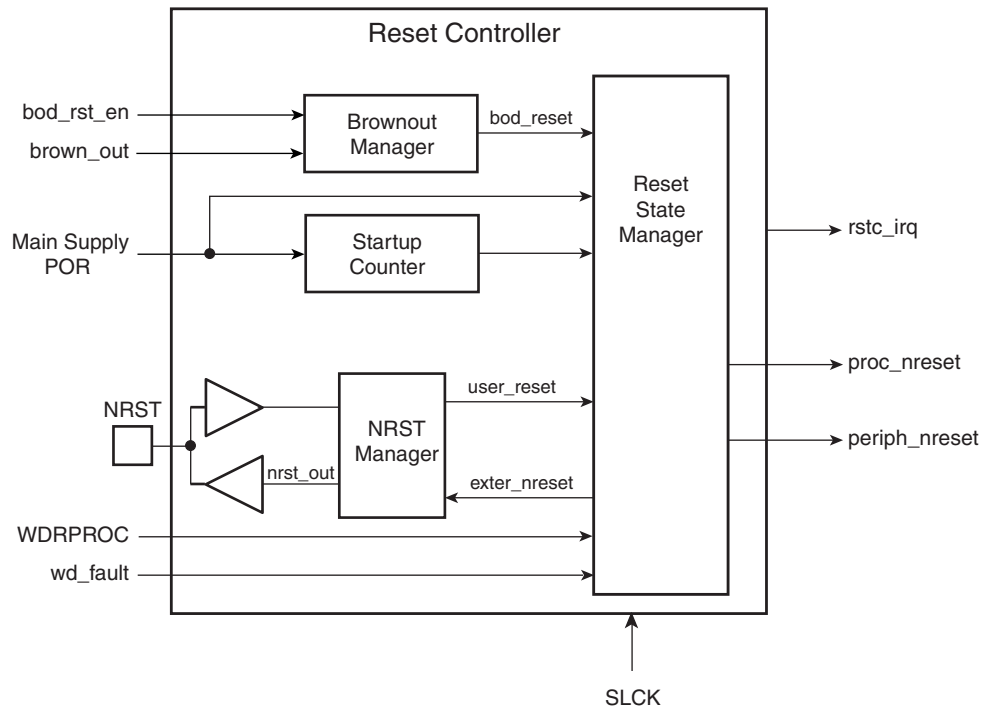 Reset Controller
bod_rst_en
brown_out
Brownout
Manager
bod_reset
Main Supply
POR
Startup
Counter
Reset
State
Manager
rstc_irq
proc_nreset
periph_nreset
NRST
NRST
Manager
user_reset
nrst_out
exter_nreset
WDRPROC
wd_fault
SLCK